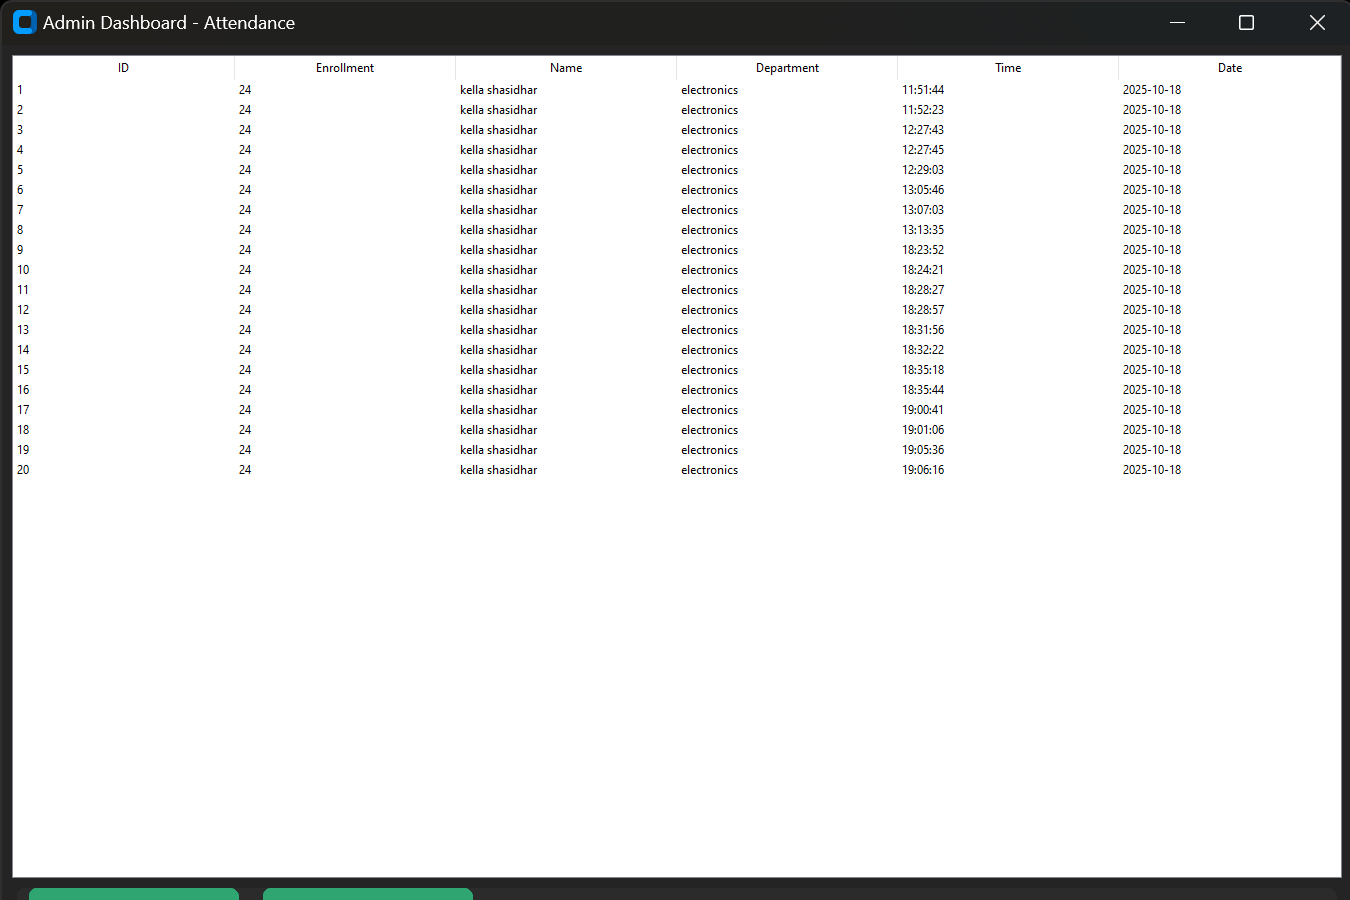 Admin Dashboard - Attendance
ID Enrollment Name Department Time Date
1 24 kella shasidhar electronics 11:51:44 2025-10-18
2 24 kella shasidhar electronics 11:52:23 2025-10-18
3 24 kella shasidhar electronics 12:27:43 2025-10-18
4 24 kella shasidhar electronics 12:27:45 2025-10-18
5 24 kella shasidhar electronics 12:29:03 2025-10-18
6 24 kella shasidhar electronics 13:05:46 2025-10-18
7 24 kella shasidhar electronics 13:07:03 2025-10-18
8 24 kella shasidhar electronics 13:13:35 2025-10-18
9 24 kella shasidhar electronics 18:23:52 2025-10-18
10 24 kella shasidhar electronics 18:24:21 2025-10-18
11 24 kella shasidhar electronics 18:28:27 2025-10-18
12 24 kella shasidhar electronics 18:28:57 2025-10-18
13 24 kella shasidhar electronics 18:31:56 2025-10-18
14 24 kella shasidhar electronics 18:32:22 2025-10-18
15 24 kella shasidhar electronics 18:35:18 2025-10-18
16 24 kella shasidhar electronics 18:35:44 2025-10-18
17 24 kella shasidhar electronics 19:00:41 2025-10-18
18 24 kella shasidhar electronics 19:01:06 2025-10-18
19 24 kella shasidhar electronics 19:05:36 2025-10-18
20 24 kella shasidhar electronics 19:06:16 2025-10-18